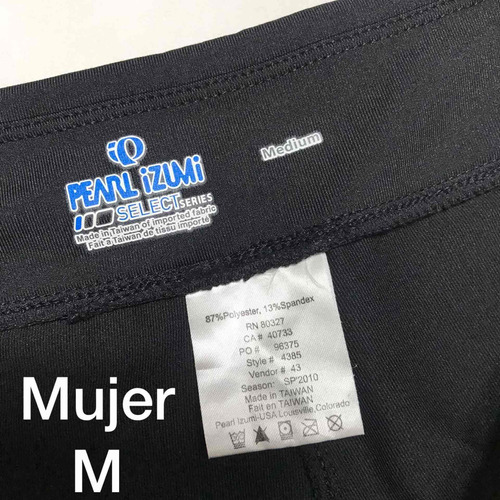 PEARL iZUMi
SELECT SERIES
Made in Taiwan of imported fabric
Fait à Taiwan de tissu importé
Medium
87%Polyester, 13%Spandex
RN 80327
CA# 40733
PO # 96375
Style # 4385
Vendor # 43
Season: SP'2010
Made in TAIWAN
Fait en TAIWAN
Pearl Izumi-USA Louisville,Colorado
Mujer
M